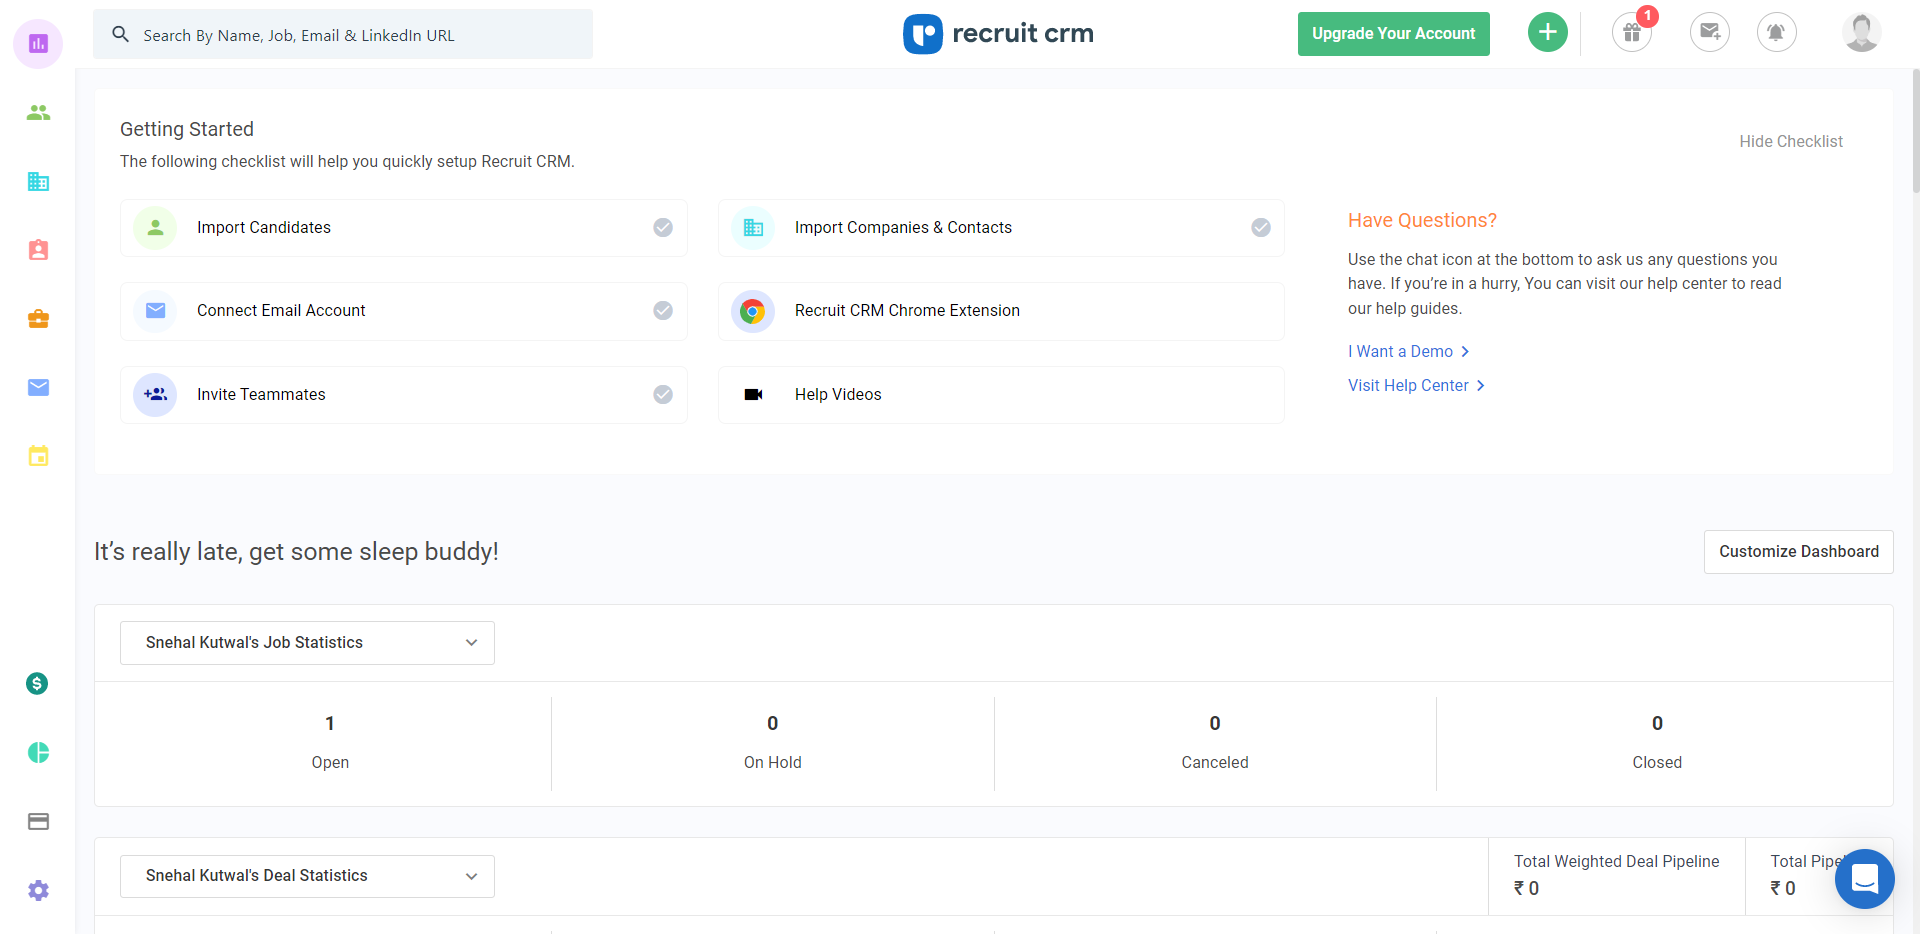 Search By Name, Job, Email & LinkedIn URL
recruit crm
Upgrade Your Account
1
Getting Started
The following checklist will help you quickly setup Recruit CRM.
Hide Checklist
Import Candidates
Import Companies & Contacts
Connect Email Account
Recruit CRM Chrome Extension
Invite Teammates
Help Videos
Have Questions?
Use the chat icon at the bottom to ask us any questions you
have. If you’re in a hurry, You can visit our help center to read
our help guides.
I Want a Demo
Visit Help Center
It’s really late, get some sleep buddy!
Customize Dashboard
Snehal Kutwal's Job Statistics
1
Open
0
On Hold
0
Canceled
0
Closed
Snehal Kutwal's Deal Statistics
Total Weighted Deal Pipeline
₹ 0
Total
₹ 0